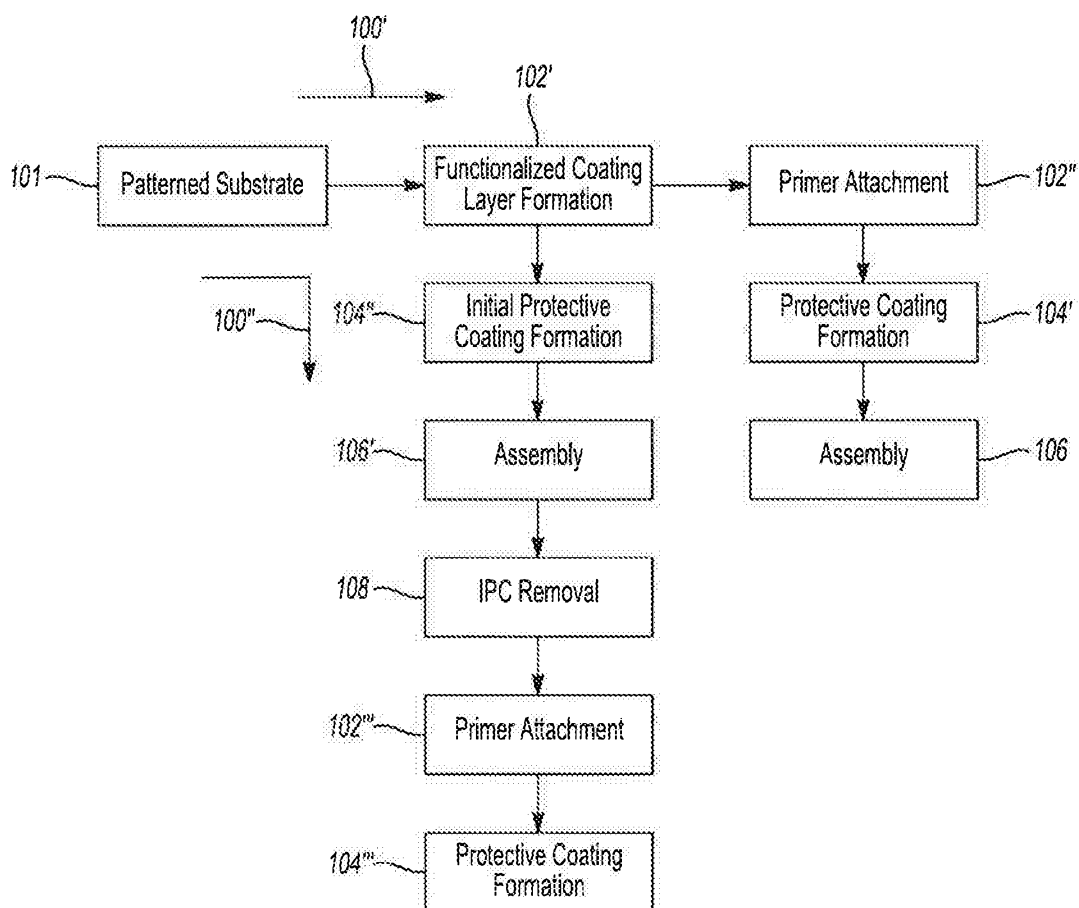 100'
102'
101
Patterned Substrate
Functionalized Coating
Layer Formation
Primer Attachment
102"
100"
104"
Initial Protective
Coating Formation
Protective Coating
Formation
104'
106'
Assembly
Assembly
106
108
IPC Removal
102'''
Primer Attachment
104'''
Protective Coating
Formation